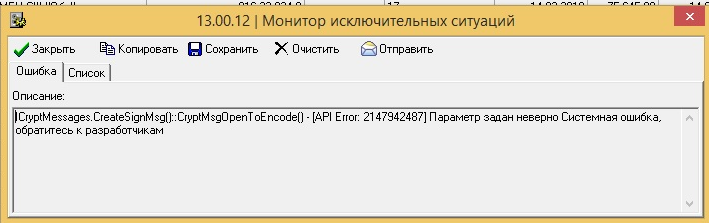 13.00.12 | Монитор исключительных ситуаций
Закрыть Копировать Сохранить Очистить Отправить
Ошибка Список
Описание:
ICryptMessages.CreateSignMsg()::CryptMsgOpenToEncode() - [API Error: 2147942487] Параметр задан неверно Системная ошибка,
обратитесь к разработчикам